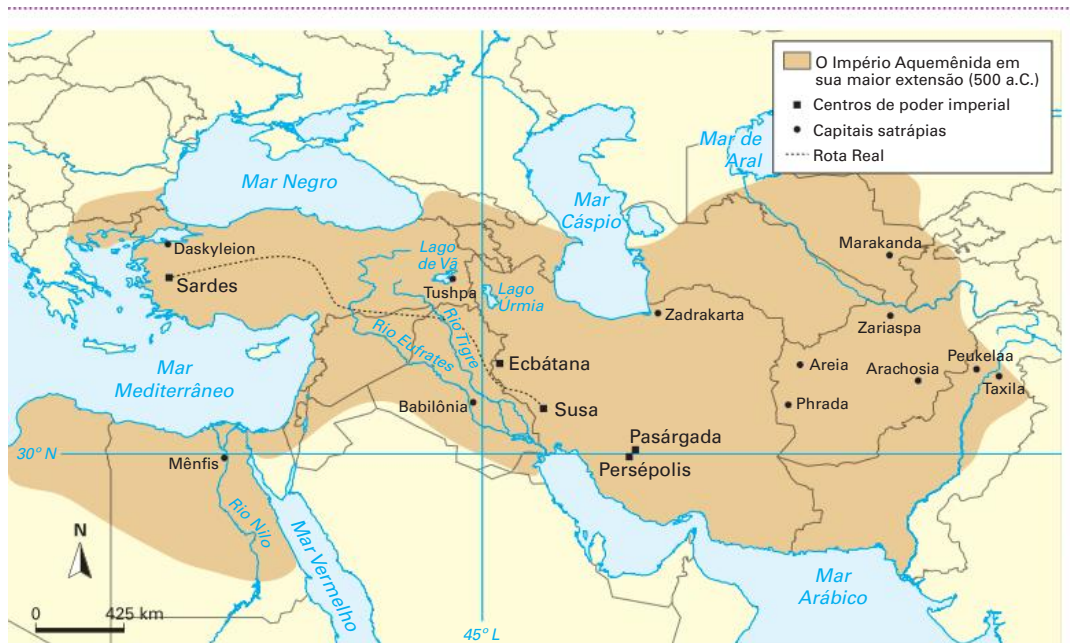 O Império Aquemênida em
sua maior extensão (500 a.C.)
Centros de poder imperial
Capitais satrápias
Rota Real
Mar de
Aral
Mar Negro
Mar
Cáspio
Daskyleion
Sardes
Lago
de Vã
Tushpa
Lago
Úrmia
Marakanda
Zadrakarta
Zariaspa
Rio Eufrates
Rio Tigre
Ecbátana
Areia
Peukelaa
Arachosia
Taxila
Mar
Mediterrâneo
Babilônia
Susa
Phrada
Pasárgada
Persépolis
30º N
Mênfis
Rio Nilo
Mar Vermelho
N
Mar
Arábico
0
425 km
45º L